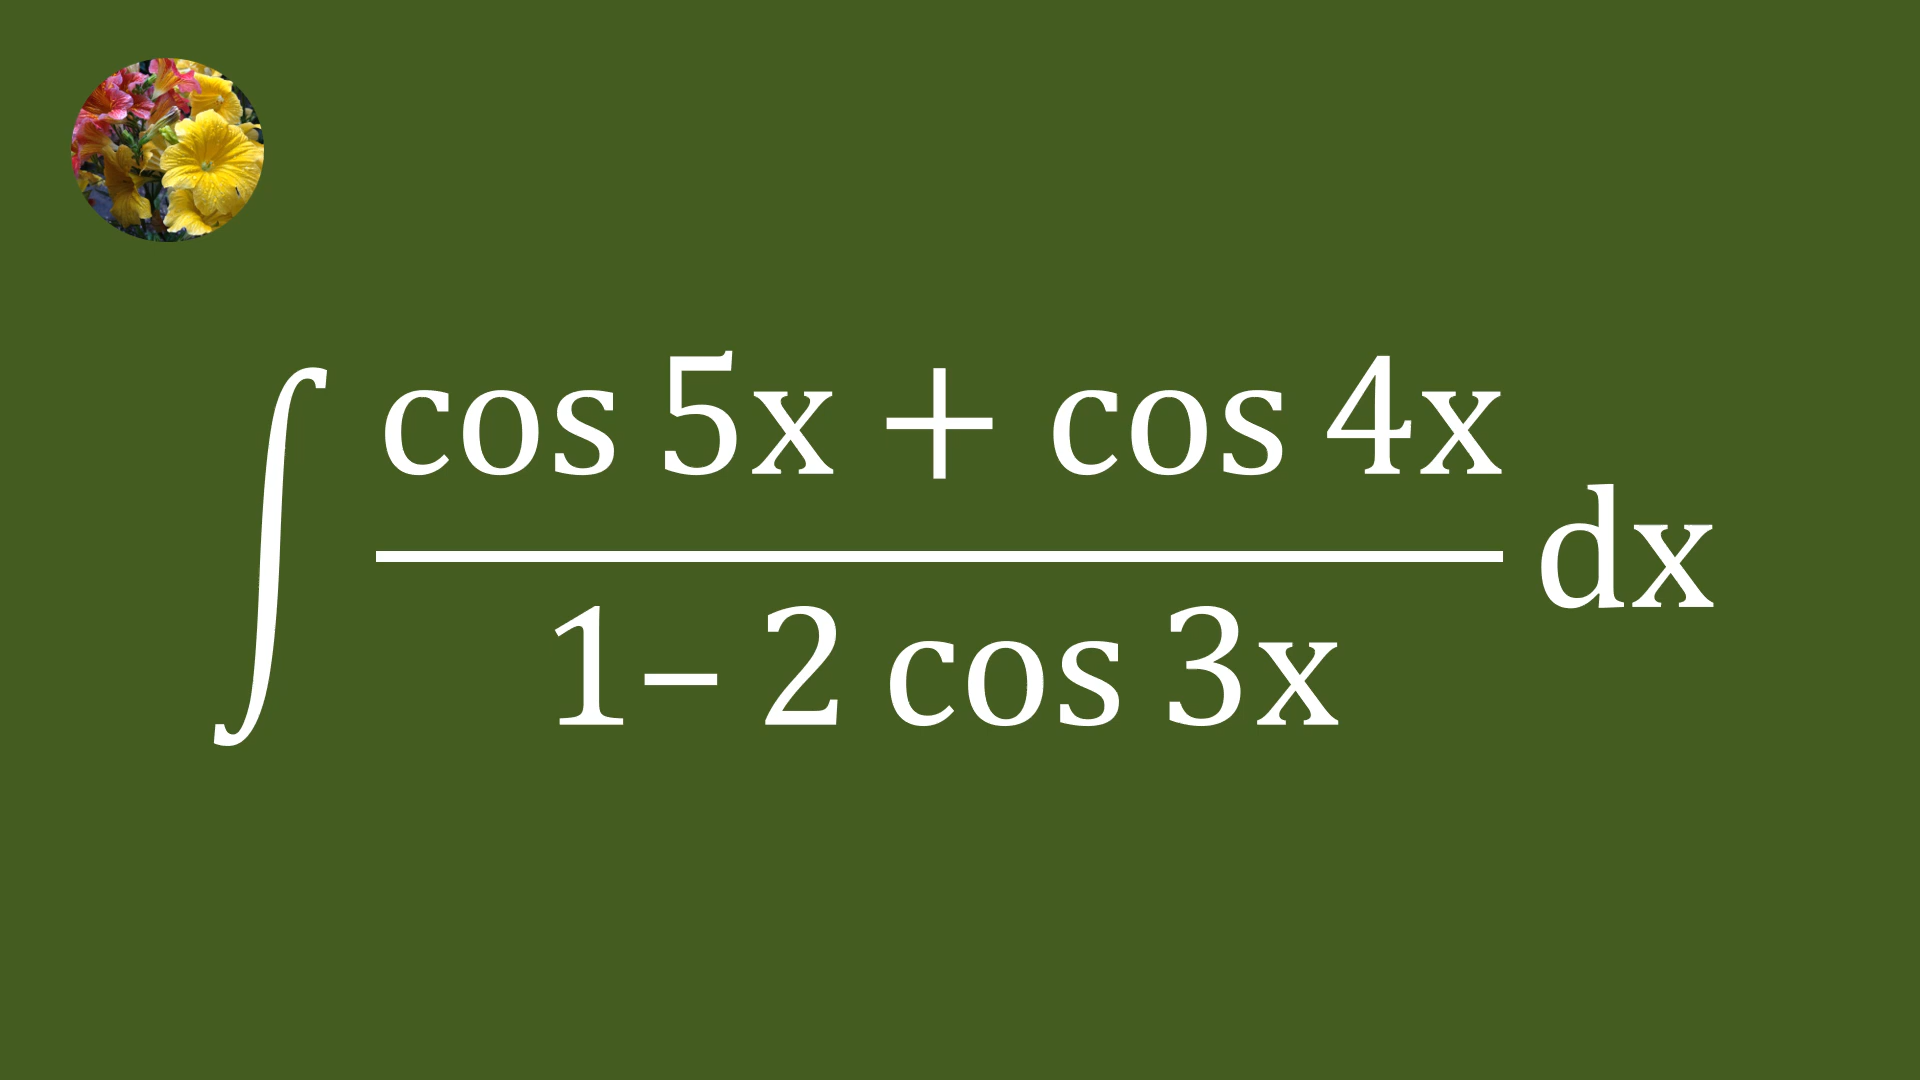 ∫ cos 5x + cos 4x
dx
1– 2 cos 3x